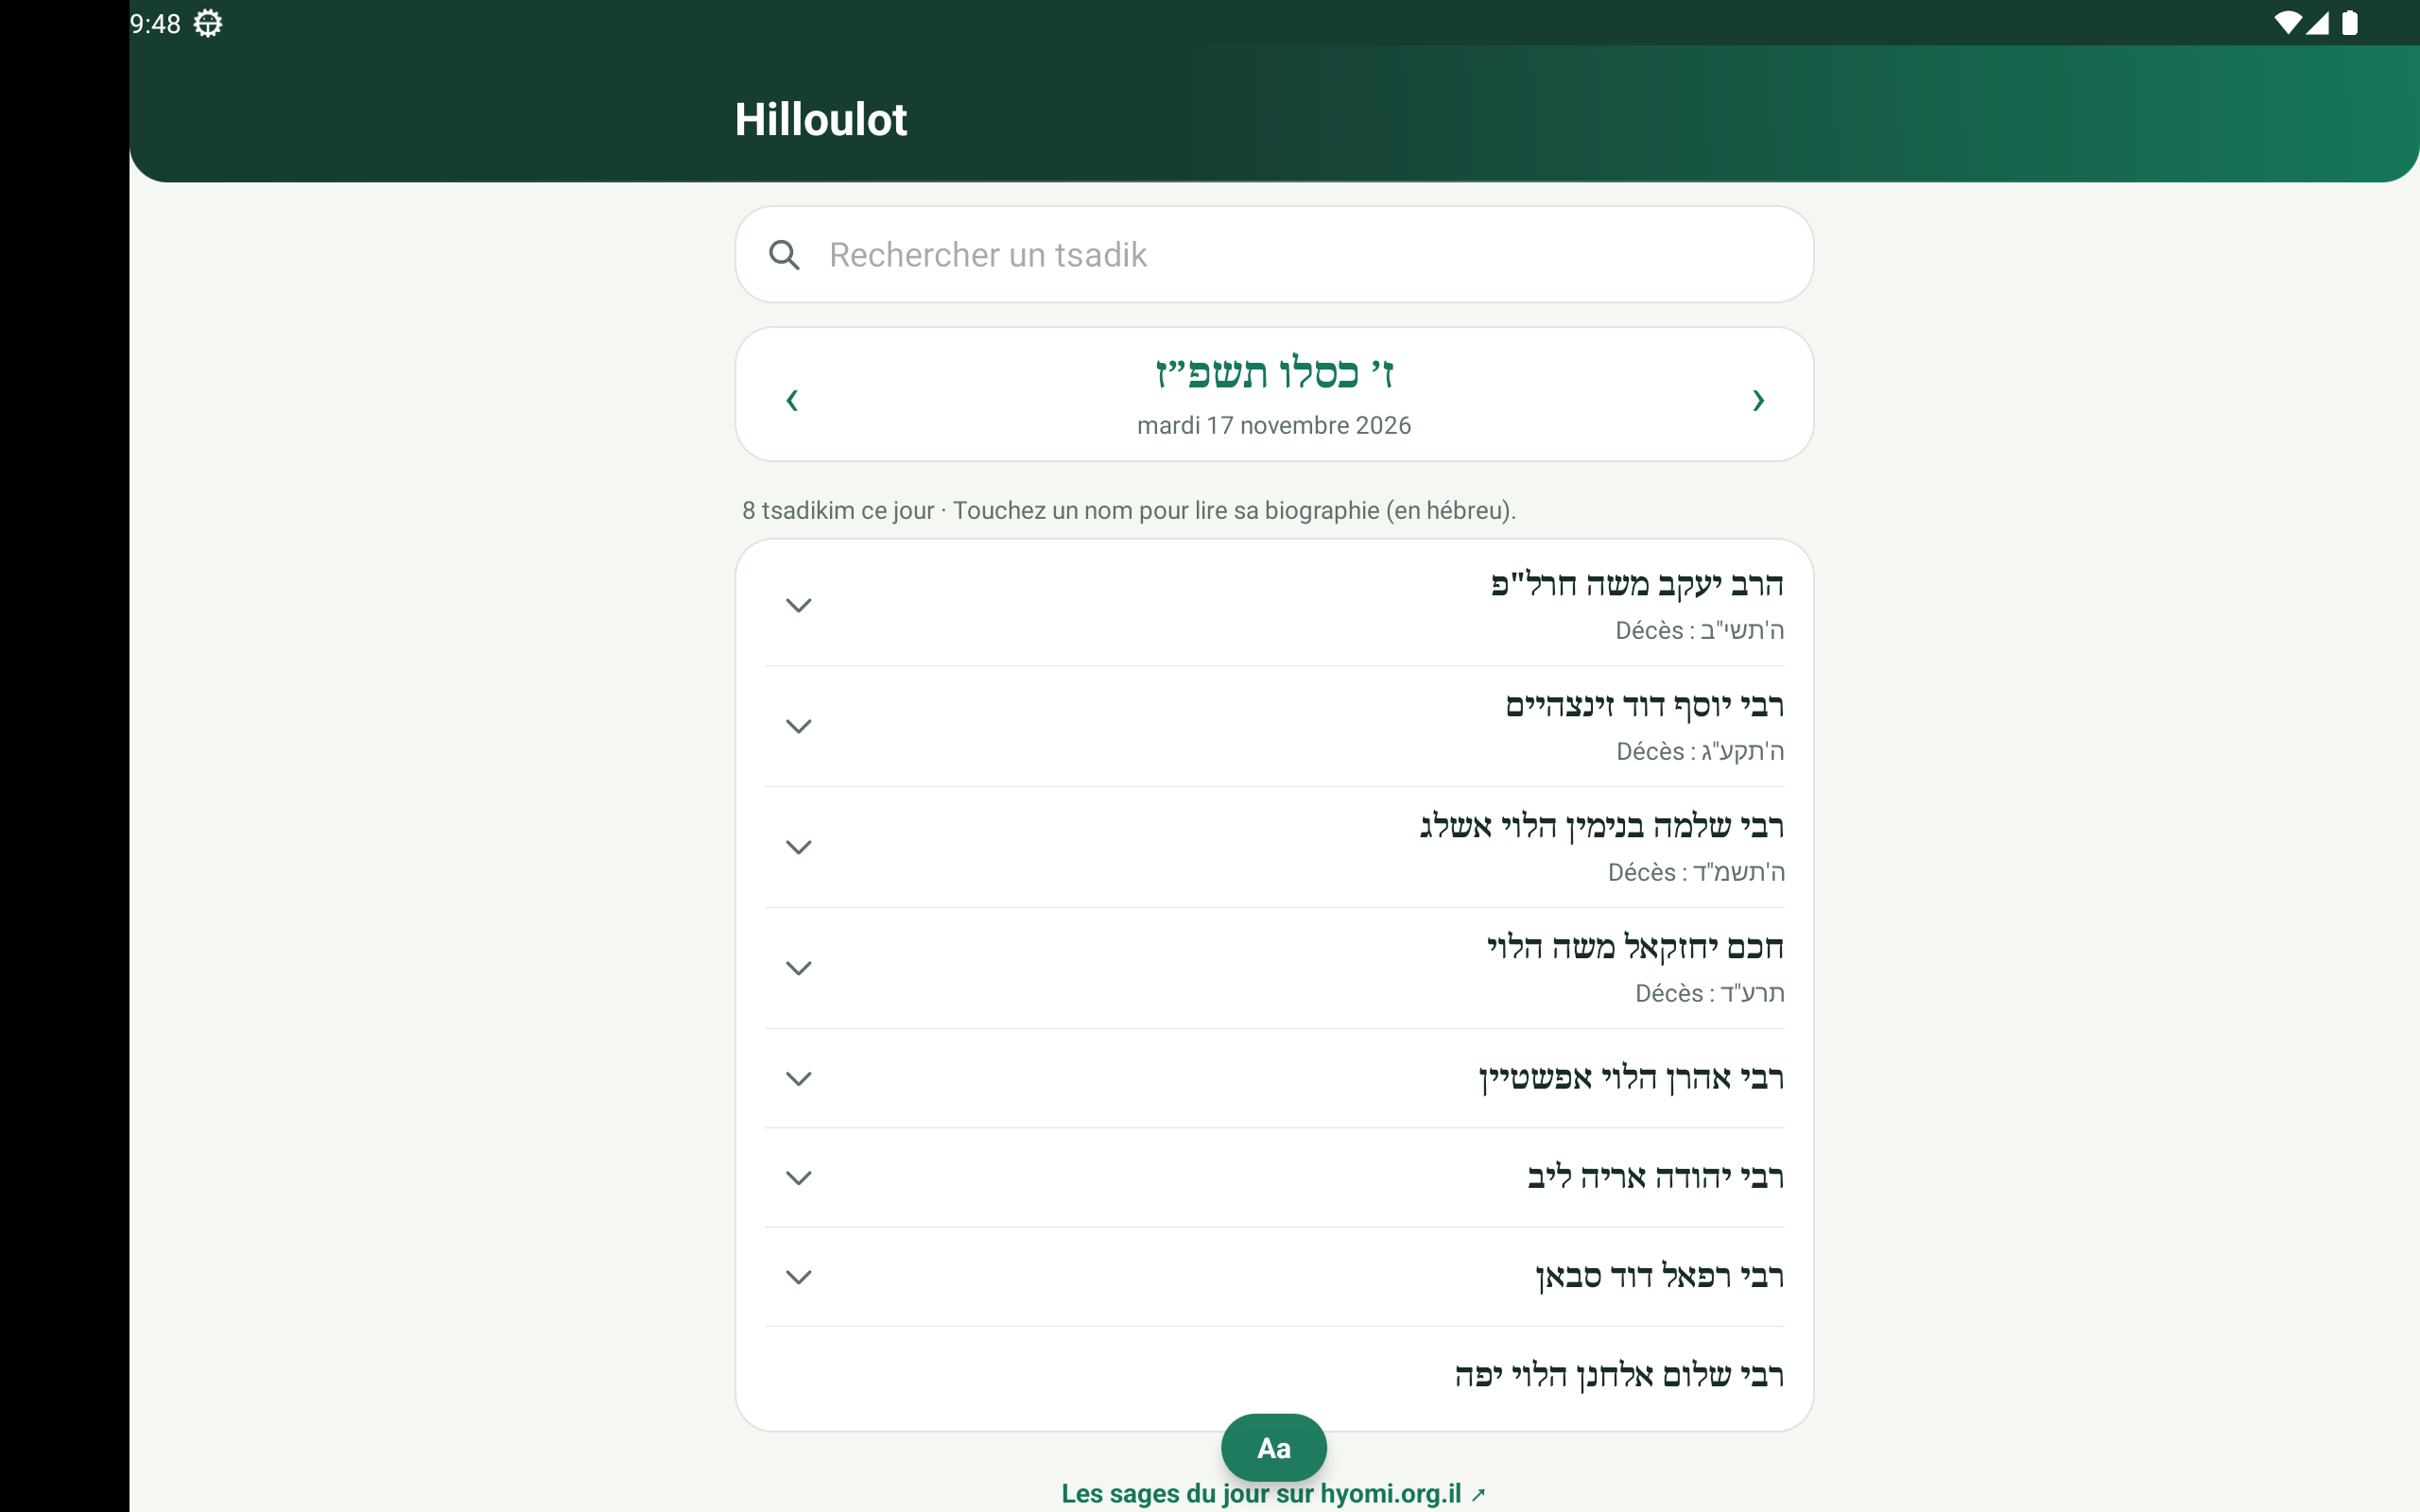 9:48
Hilloulot
Rechercher un tsadik
ז׳ כסלו תשפ״ז
‹
›
mardi 17 novembre 2026
8 tsadikim ce jour · Touchez un nom pour lire sa biographie (en hébreu).
הרב יעקב משה חרל"פ
Décès : ה'תשי"ב
רבי יוסף דוד זינצהיים
Décès : ה'תקע"ג
רבי שלמה בנימין הלוי אשלג
Décès : ה'תשמ"ד
חכם יחזקאל משה הלוי
Décès : תרע"ד
רבי אהרן הלוי אפשטיין
רבי יהודה אריה ליב
רבי רפאל דוד סבאן
רבי שלום אלחנן הלוי יפה
Aa
Les sages du jour sur hyomi.org.il ↗